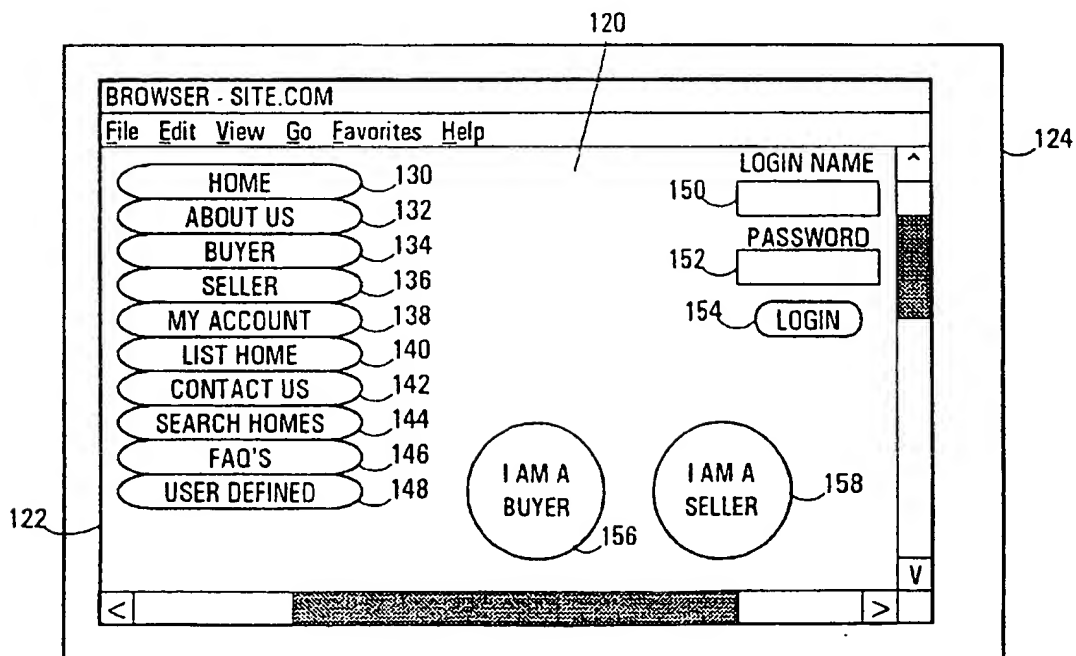 120
BROWSER - SITE.COM
File Edit View Go Favorites Help
124
HOME 130
ABOUT US 132
BUYER 134
SELLER 136
MY ACCOUNT 138
LIST HOME 140
CONTACT US 142
SEARCH HOMES 144
FAQ'S 146
USER DEFINED 148
LOGIN NAME
150
PASSWORD
152
154 LOGIN
I AM A
BUYER
156
I AM A
SELLER
158
122
^
V
< >